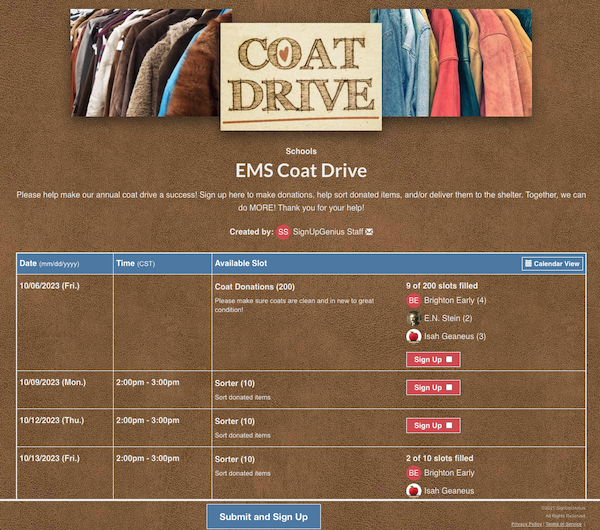 COAT
DRIVE
Schools
EMS Coat Drive
Please help make our annual coat drive a success! Sign up here to make donations, help sort donated items, and/or deliver them to the shelter. Together, we can
do MORE! Thank you for your help!
Created by: SS SignUpGenius Staff
Date (mm/dd/yyyy) Time (CST) Available Slot Calendar View
10/06/2023 (Fri.) Coat Donations (200) 9 of 200 slots filled
Please make sure coats are clean and in new to great
condition!
BE Brighton Early (4)
E.N. Stein (2)
Isah Geaneus (3)
Sign Up
10/09/2023 (Mon.) 2:00pm - 3:00pm Sorter (10) Sign Up
Sort donated items
10/12/2023 (Thu.) 2:00pm - 3:00pm Sorter (10) Sign Up
Sort donated items
10/13/2023 (Fri.) 2:00pm - 3:00pm Sorter (10) 2 of 10 slots filled
Sort donated items BE Brighton Early
Isah Geaneus
Submit and Sign Up
All Rights Reserved.
Privacy Policy | Terms of Service |